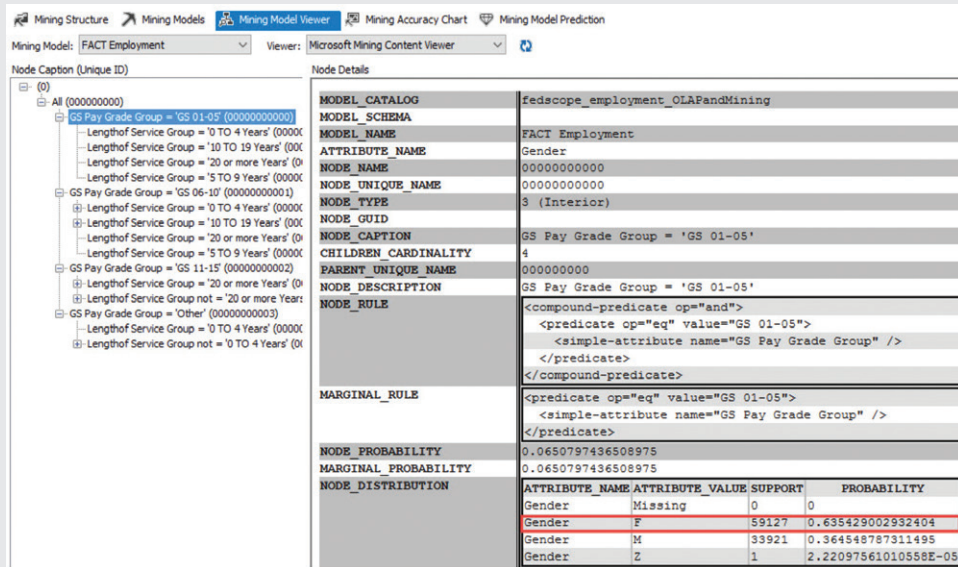 Mining Structure Mining Models Mining Model Viewer Mining Accuracy Chart Mining Model Prediction
Mining Model: FACT Employment Viewer: Microsoft Mining Content Viewer
Node Caption (Unique ID)
(0)
All (000000000)
GS Pay Grade Group = 'GS 01-05' (00000000000)
Lengthof Service Group = '0 TO 4 Years' (0000(
Lengthof Service Group = '10 TO 19 Years' (000
Lengthof Service Group = '20 or more Years' (0(
Lengthof Service Group = '5 TO 9 Years' (0000(
GS Pay Grade Group = 'GS 06-10' (00000000001)
Lengthof Service Group = '0 TO 4 Years' (0000(
Lengthof Service Group = '10 TO 19 Years' (000
Lengthof Service Group = '20 or more Years' (0(
Lengthof Service Group = '5 TO 9 Years' (0000(
GS Pay Grade Group = 'GS 11-15' (00000000002)
Lengthof Service Group = '20 or more Years' (0(
Lengthof Service Group not = '20 or more Years
GS Pay Grade Group = 'Other' (00000000003)
Lengthof Service Group = '0 TO 4 Years' (0000(
Lengthof Service Group not = '0 TO 4 Years' (0(
Node Details
MODEL_CATALOG fedscope_employment_OLAPandMining
MODEL_SCHEMA
MODEL_NAME FACT Employment
ATTRIBUTE_NAME Gender
NODE_NAME 00000000000
NODE_UNIQUE_NAME 00000000000
NODE_TYPE 3 (Interior)
NODE_GUID
NODE_CAPTION GS Pay Grade Group = 'GS 01-05'
CHILDREN_CARDINALITY 4
PARENT_UNIQUE_NAME 000000000
NODE_DESCRIPTION GS Pay Grade Group = 'GS 01-05'
NODE_RULE <compound-predicate op="and">
<predicate op="eq" value="GS 01-05">
<simple-attribute name="GS Pay Grade Group" />
</predicate>
</compound-predicate>
MARGINAL_RULE <predicate op="eq" value="GS 01-05">
<simple-attribute name="GS Pay Grade Group" />
</predicate>
NODE_PROBABILITY 0.0650797436508975
MARGINAL_PROBABILITY 0.0650797436508975
NODE_DISTRIBUTION ATTRIBUTE_NAME ATTRIBUTE_VALUE SUPPORT PROBABILITY
Gender Missing 0 0
Gender F 59127 0.635429002932404
Gender M 33921 0.364548787311495
Gender Z 1 2.22097561010558E-05